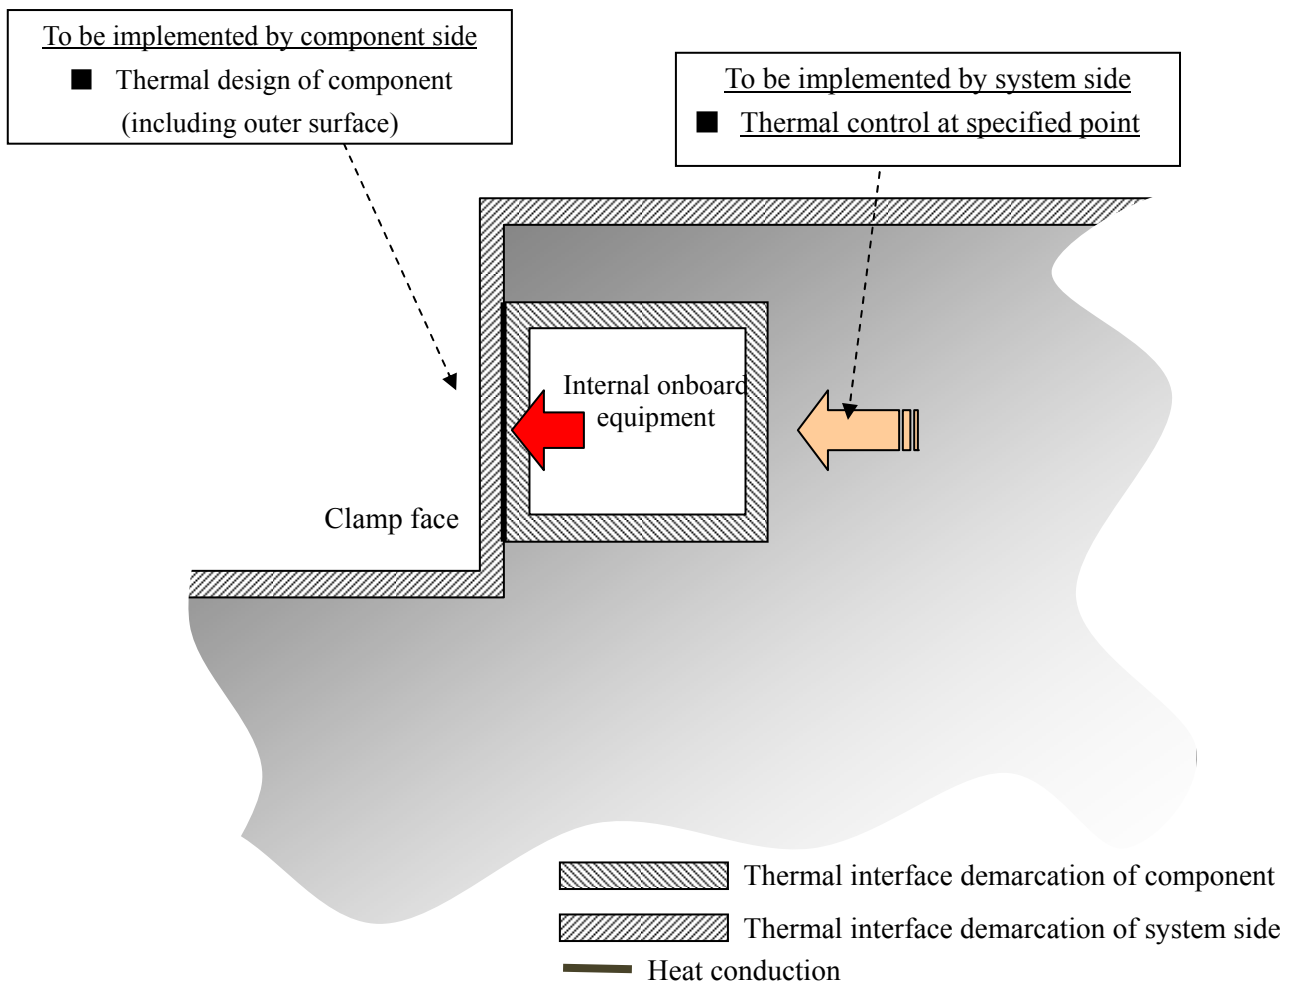 To be implemented by component side
■ Thermal design of component
(including outer surface)
To be implemented by system side
■ Thermal control at specified point
Internal onboard
equipment
Clamp face
Thermal interface demarcation of component
Thermal interface demarcation of system side
Heat conduction